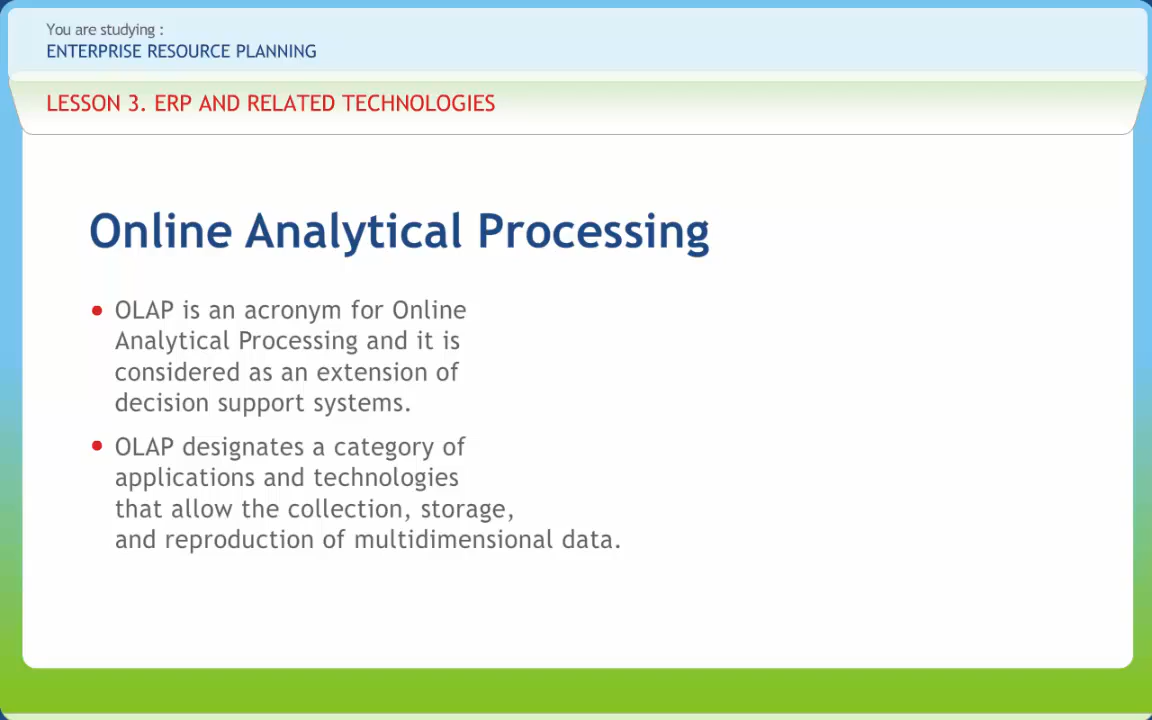 You are studying :
ENTERPRISE RESOURCE PLANNING
LESSON 3. ERP AND RELATED TECHNOLOGIES
Online Analytical Processing
• OLAP is an acronym for Online
Analytical Processing and it is
considered as an extension of
decision support systems.
• OLAP designates a category of
applications and technologies
that allow the collection, storage,
and reproduction of multidimensional data.